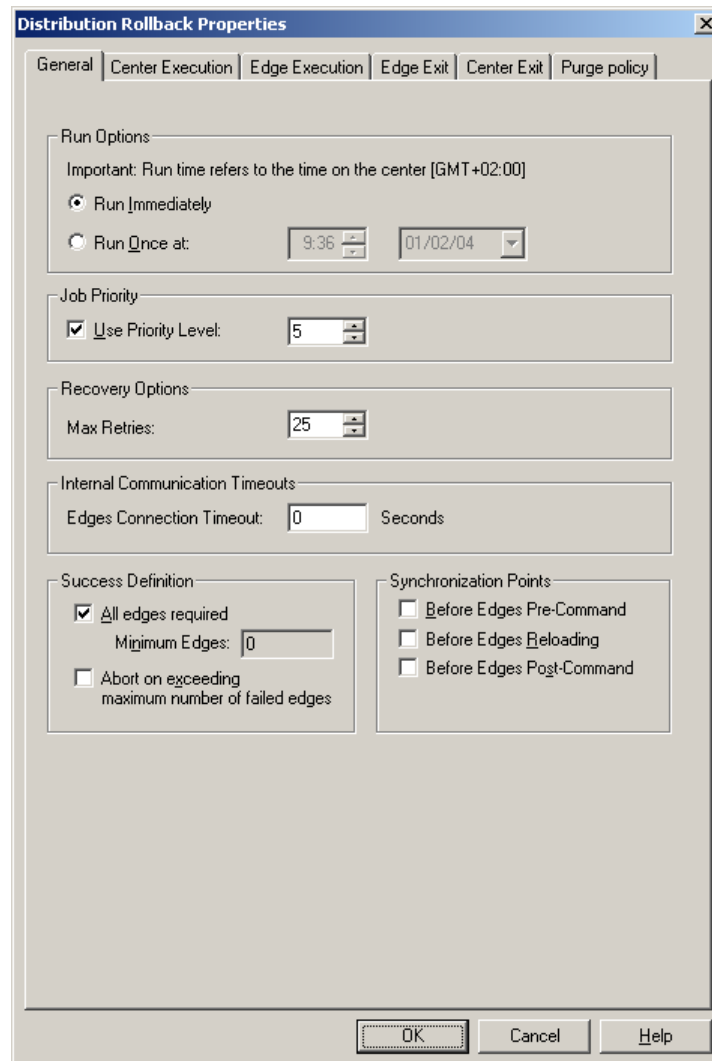 Distribution Rollback Properties
General Center Execution Edge Execution Edge Exit Center Exit Purge policy
Run Options
Important: Run time refers to the time on the center [GMT+02:00]
Run Immediately
Run Once at: 9:36 01/02/04
Job Priority
Use Priority Level: 5
Recovery Options
Max Retries: 25
Internal Communication Timeouts
Edges Connection Timeout: 0 Seconds
Success Definition
All edges required
Minimum Edges: 0
Abort on exceeding
maximum number of failed edges
Synchronization Points
Before Edges Pre-Command
Before Edges Reloading
Before Edges Post-Command
OK Cancel Help